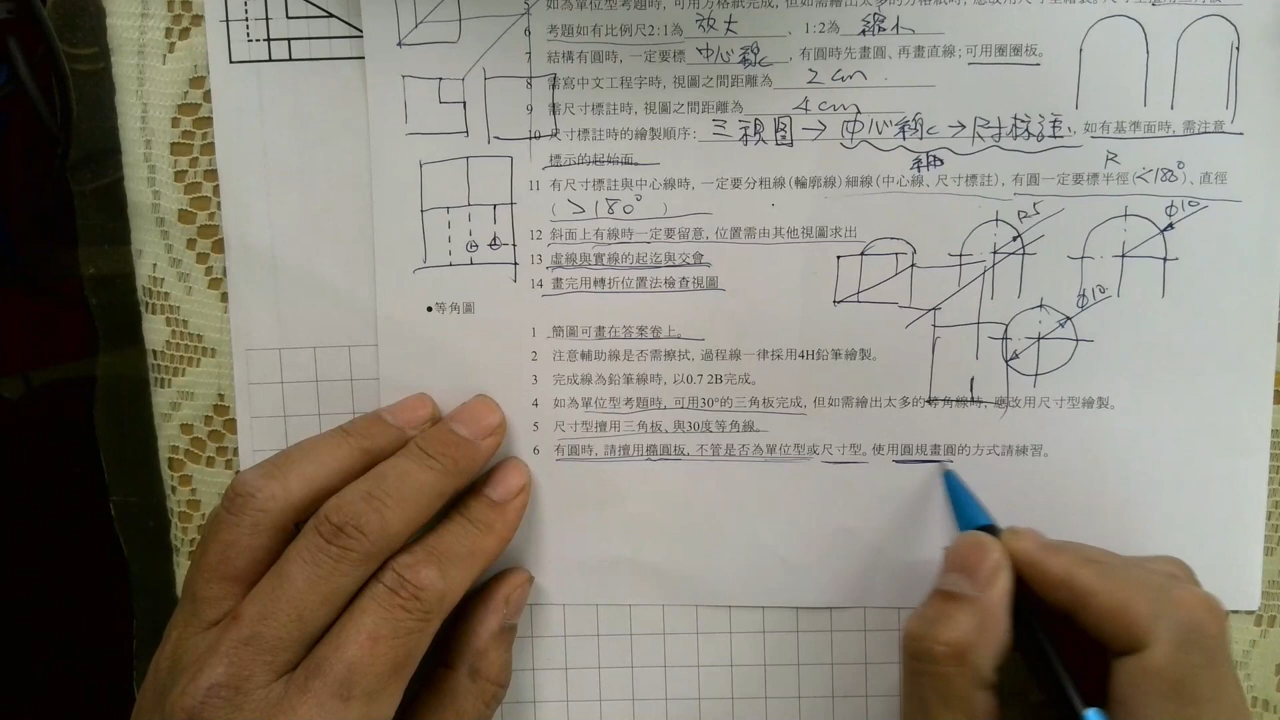 5 如為單位型考題時, 可用方格紙完成, 但如需繪出太多的方格紙時, 應改用尺寸型繪製。
6 考題如有比例尺2:1為 放大 、1:2為 縮小
7 結構有圓時, 一定要標 中心線 , 有圓時先畫圓、再畫直線; 可用圈圈板。
8 需寫中文工程字時, 視圖之間距離為 2cm.
9 需尺寸標註時, 視圖之間距離為 4cm
10 尺寸標註時的繪製順序: 三視圖→中心線→尺寸標註. 如有基準面時, 需注意
標示的起始面。 細 R
11 有尺寸標註與中心線時, 一定要分粗線(輪廓線)細線(中心線、尺寸標註), 有圓一定要標半徑(<180°)、直徑
(>180°)
12 斜面上有線時一定要留意, 位置需由其他視圖求出
R5 φ10
13 虛線與實線的起迄與交會
14 畫完用轉折位置法檢查視圖
φ10
●等角圖
1 簡圖可畫在答案卷上。
2 注意輔助線是否需擦拭, 過程線一律採用4H鉛筆繪製。
3 完成線為鉛筆線時, 以0.7 2B完成。
4 如為單位型考題時, 可用30°的三角板完成, 但如需繪出太多的等角線時, 應改用尺寸型繪製。
5 尺寸型擅用三角板、與30度等角線。
6 有圓時, 請擅用橢圓板, 不管是否為單位型或尺寸型。使用圓規畫圓的方式請練習。